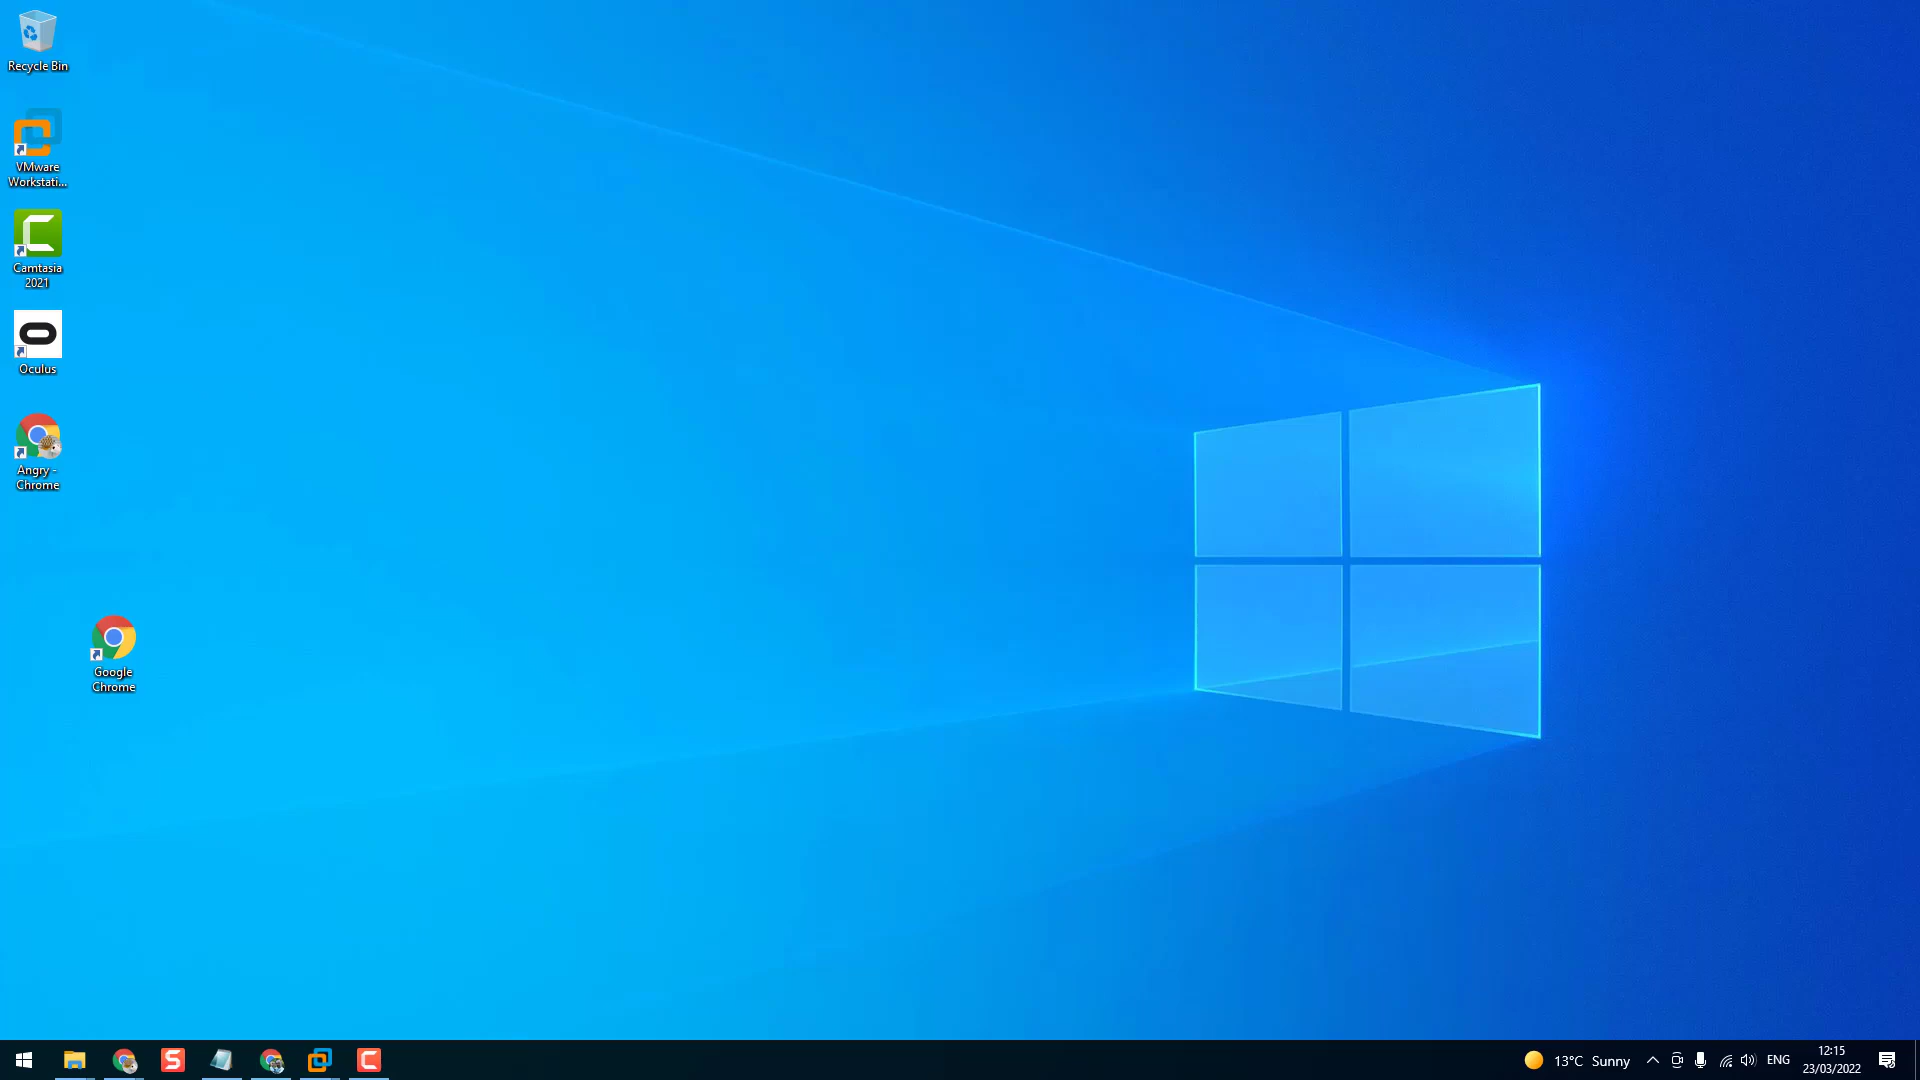 Recycle Bin
VMware
Workstati...
Camtasia
2021
Oculus
Angry -
Chrome
Google
Chrome
13°C Sunny
ENG
12:15
23/03/2022